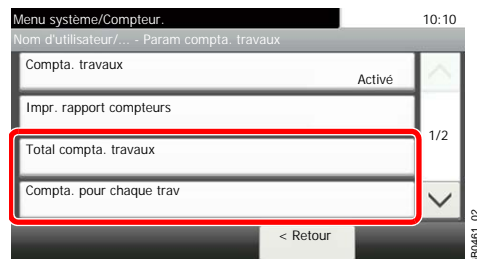 Menu système/Compteur.
10:10
Nom d'utilisateur/... - Param compta. travaux
Compta. travaux
Activé
Impr. rapport compteurs
1/2
Total compta. travaux
Compta. pour chaque trav
< Retour
B0461_02